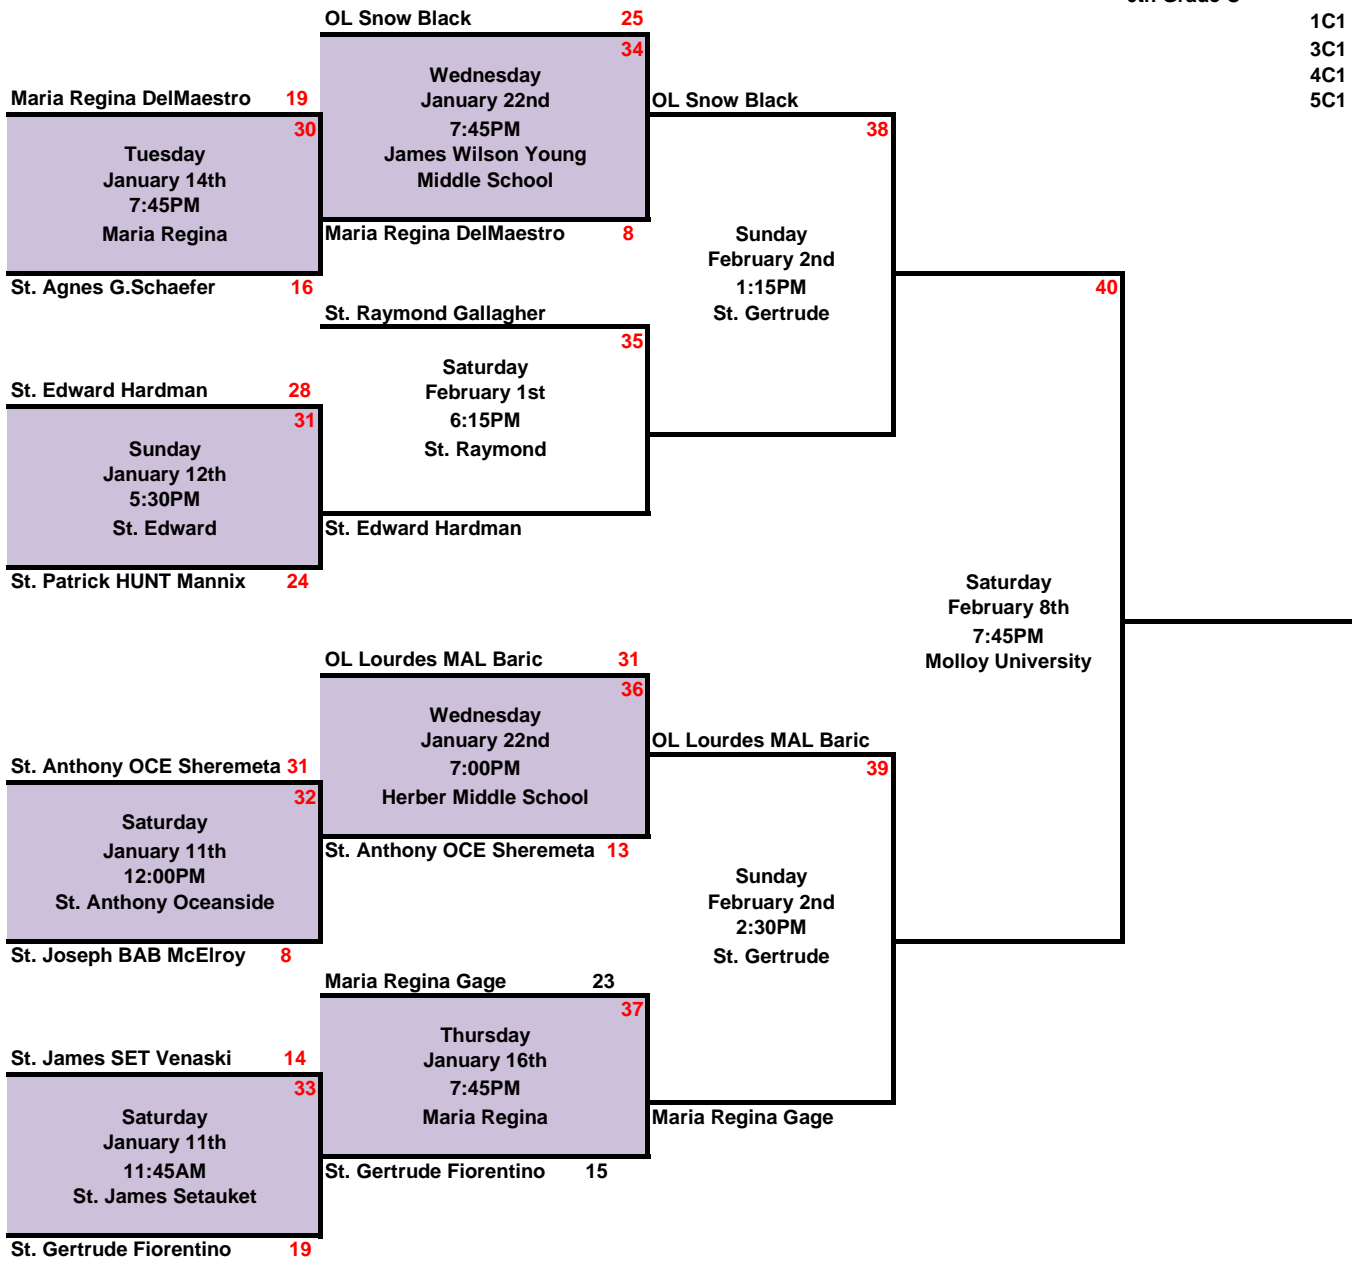 1C1
3C1
4C1
5C1
OL Snow Black 25
34
Wednesday
January 22nd
7:45PM
James Wilson Young
Middle School
Maria Regina DelMaestro 8
Maria Regina DelMaestro 19
30
Tuesday
January 14th
7:45PM
Maria Regina
St. Agnes G.Schaefer 16
OL Snow Black
38
Sunday
February 2nd
1:15PM
St. Gertrude
St. Raymond Gallagher
35
Saturday
February 1st
6:15PM
St. Raymond
St. Edward Hardman
St. Edward Hardman 28
31
Sunday
January 12th
5:30PM
St. Edward
St. Patrick HUNT Mannix 24
40
Saturday
February 8th
7:45PM
Molloy University
OL Lourdes MAL Baric 31
36
Wednesday
January 22nd
7:00PM
Herber Middle School
St. Anthony OCE Sheremeta 13
St. Anthony OCE Sheremeta 31
32
Saturday
January 11th
12:00PM
St. Anthony Oceanside
St. Joseph BAB McElroy 8
OL Lourdes MAL Baric
39
Sunday
February 2nd
2:30PM
St. Gertrude
Maria Regina Gage
Maria Regina Gage 23
37
Thursday
January 16th
7:45PM
Maria Regina
St. Gertrude Fiorentino 15
St. James SET Venaski 14
33
Saturday
January 11th
11:45AM
St. James Setauket
St. Gertrude Fiorentino 19